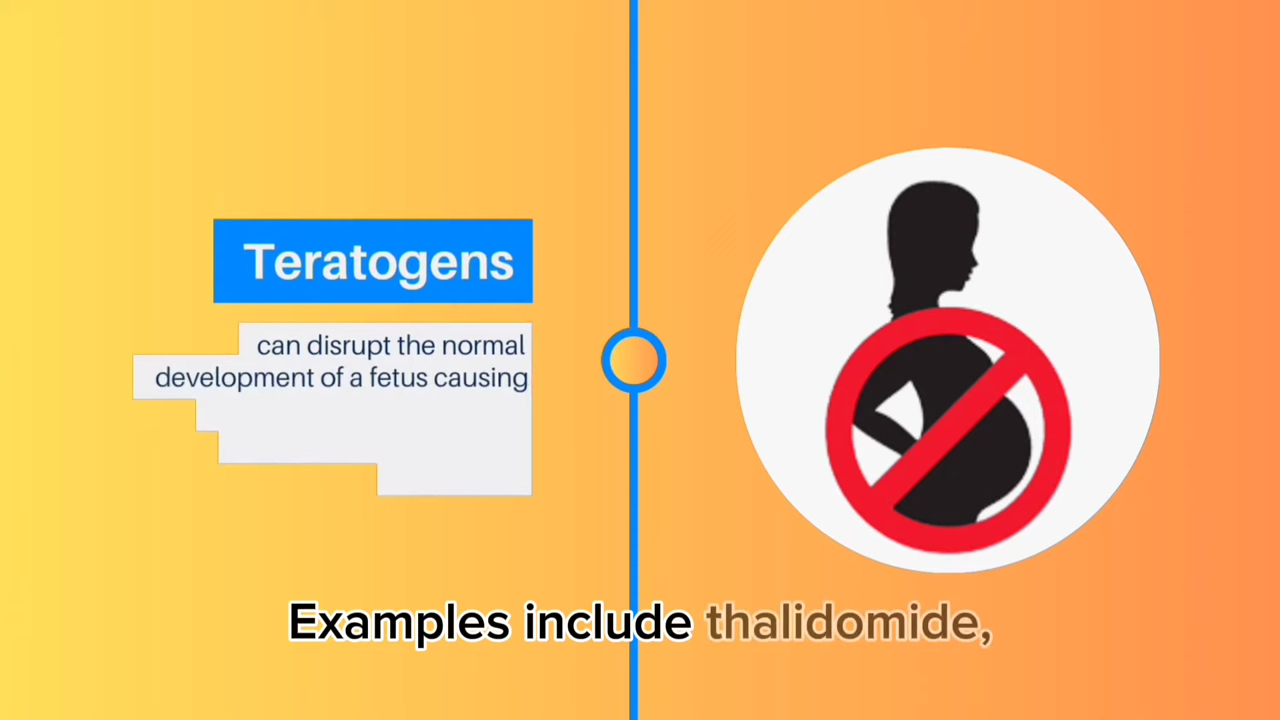 Teratogens
can disrupt the normal
development of a fetus causing
Examples include thalidomide,